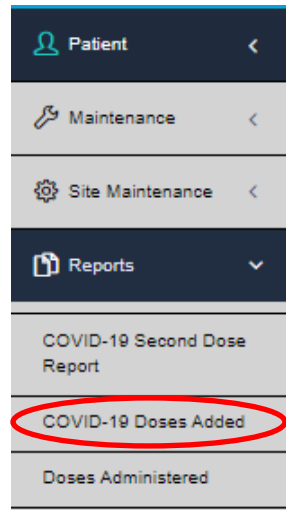 Patient
Maintenance
Site Maintenance
Reports
COVID-19 Second Dose
Report
COVID-19 Doses Added
Doses Administered